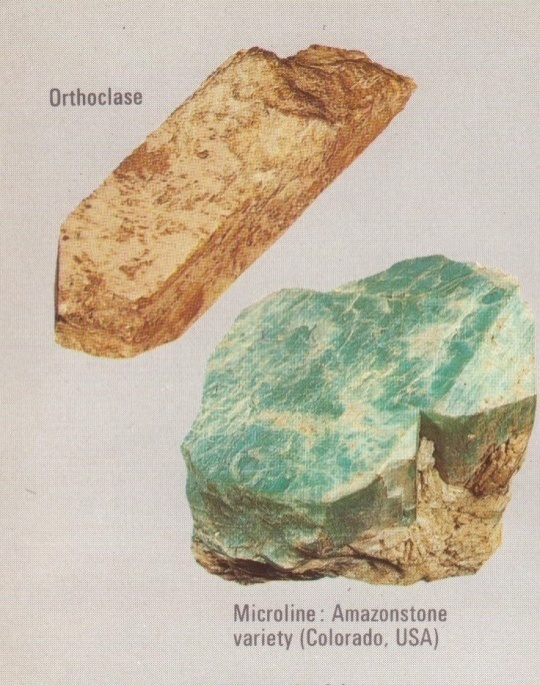 Orthoclase
Microline: Amazonstone
variety (Colorado, USA)